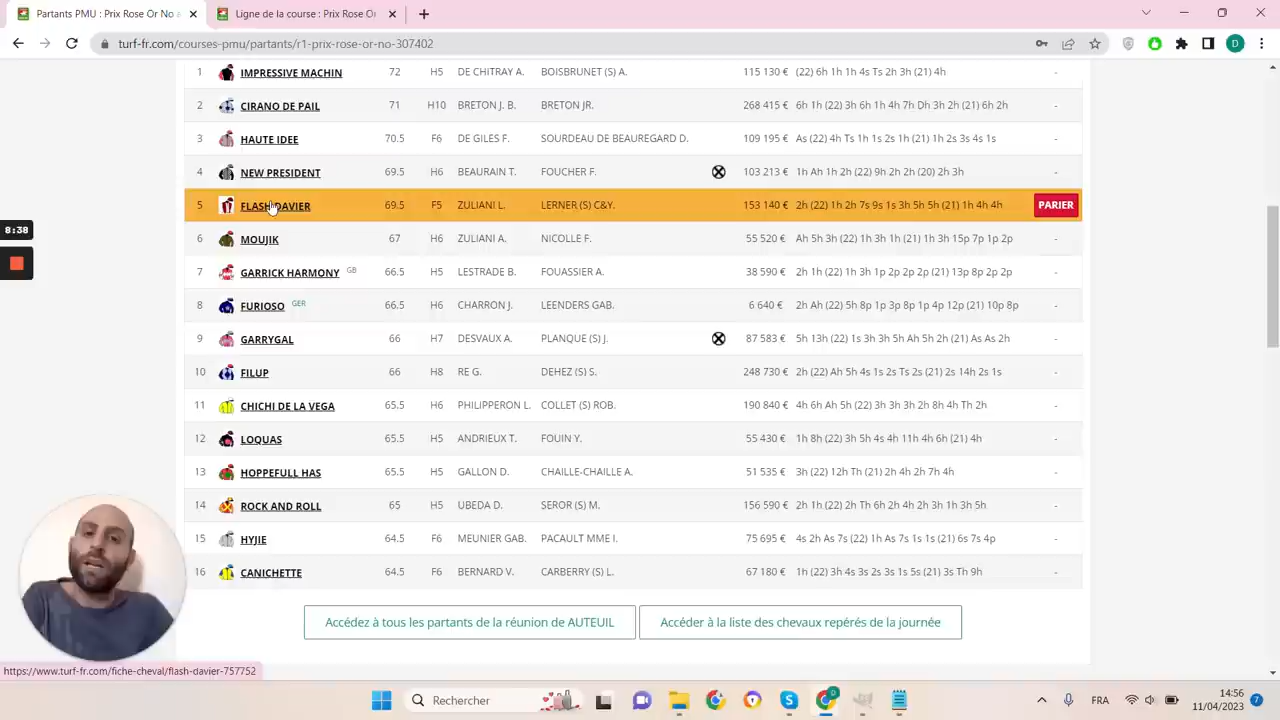 Partants PMU : Prix Rose Or No
Ligne de la course : Prix Rose Or
turf-fr.com/courses-pmu/r1-prix-rose-or-no-307402
D
1 IMPRESSIVE MACHIN 72 H5 DE CHITRAY A. BOISBRUNET (S) A. 115 130 € (22) 6h 1h 1h 4s Ts 2h 3h (21) 4h -
2 CIRANO DE PAIL 71 H10 BRETON J. B. BRETON JR. 268 415 € 6h 1h (22) 3h 6h 1h 4h 7h Dh 3h 2h (21) 6h 2h -
3 HAUTE IDEE 70.5 F6 DE GILES F. SOURDEAU DE BEAUREGARD D. 109 195 € As (22) 4h Ts 1h 1s 2s 1h (21) 1h 2s 3s 4s 1s -
4 NEW PRESIDENT 69.5 H6 BEAURAIN T. FOUCHER F. 103 213 € 1h Ah 1h 2h (22) 9h 2h 2h (20) 2h 3h -
5 FLASH DAVIER 69.5 F5 ZULIANI L. LERNER (S) C&Y. 153 140 € 2h (22) 1h 2h 7s 9s 1s 3h 5h 5h (21) 1h 4h 4h PARIER
8:38
6 MOUJIK 67 H6 ZULIANI A. NICOLLE F. 55 520 € Ah 5h 3h (22) 1h 3h 1h (21) 1h 3h 15p 7p 1p 2p -
7 GARRICK HARMONY GB 66.5 H5 LESTRADE B. FOUASSIER A. 38 590 € 2h 1h (22) 1h 3h 1p 2p 2p 2p (21) 13p 8p 2p 2p -
8 FURIOSO GER 66.5 H6 CHARRON J. LEENDERS GAB. 6 640 € 2h Ah (22) 5h 8p 1p 3p 8p 1p 4p 12p (21) 10p 8p -
9 GARRYGAL 66 H7 DESVAUX A. PLANQUE (S) J. 87 583 € 5h 13h (22) 1s 3h 3h 5h Ah 5h 2h (21) As As 2h -
10 FILUP 66 H8 RE G. DEHEZ (S) S. 248 730 € 2h (22) Ah 5h 4s 1s 2s Ts 2s (21) 2s 14h 2s 1s -
11 CHICHI DE LA VEGA 65.5 H6 PHILIPPERON L. COLLET (S) ROB. 190 840 € 4h 6h Ah 5h (22) 3h 3h 3h 2h 8h 4h Th 2h -
12 LOQUAS 65.5 H5 ANDRIEUX T. FOUIN Y. 55 430 € 1h 8h (22) 3h 5h 4s 4h 11h 4h 6h (21) 4h -
13 HOPPEFULL HAS 65.5 H5 GALLON D. CHAILLE-CHAILLE A. 51 535 € 3h (22) 12h Th (21) 2h 4h 2h 7h 4h -
14 ROCK AND ROLL 65 H5 UBEDA D. SEROR (S) M. 156 590 € 2h 1h (22) 2h Th 6h 2h 4h 2h 3h 1h 3h 5h -
15 HYJIE 64.5 F6 MEUNIER GAB. PACAULT MME I. 75 695 € 4s 2h As 7s (22) 1h As 7s 1s 1s (21) 6s 7s 4p -
16 CANICHETTE 64.5 F6 BERNARD V. CARBERRY (S) L. 67 180 € 1h (22) 3h 4s 3s 2s 3s 1s 5s (21) 3s Th 9h -
Accédez à tous les partants de la réunion de AUTEUIL
Accéder à la liste des chevaux repérés de la journée
https://www.turf-fr.com/fiche-cheval/flash-davier-757752
Rechercher
FRA
14:56
11/04/2023